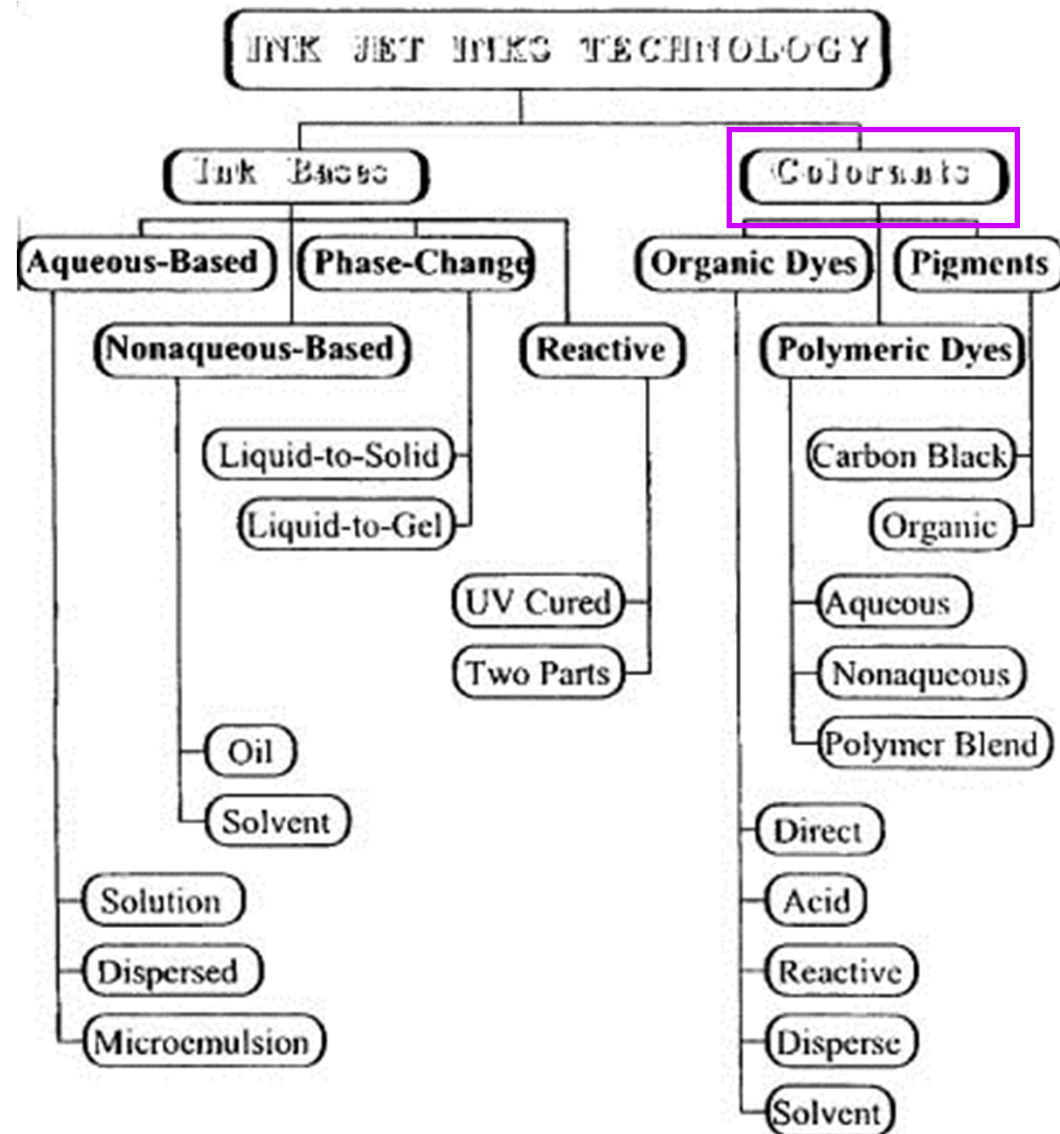 INK JET INKS TECHNOLOGY
Ink Bases
Colorants
Aqueous-Based
Phase-Change
Organic Dyes
Pigments
Nonaqueous-Based
Reactive
Polymeric Dyes
Liquid-to-Solid
Carbon Black
Liquid-to-Gel
Organic
UV Cured
Aqueous
Two Parts
Nonaqueous
Oil
Polymer Blend
Solvent
Direct
Solution
Acid
Dispersed
Reactive
Microemulsion
Disperse
Solvent